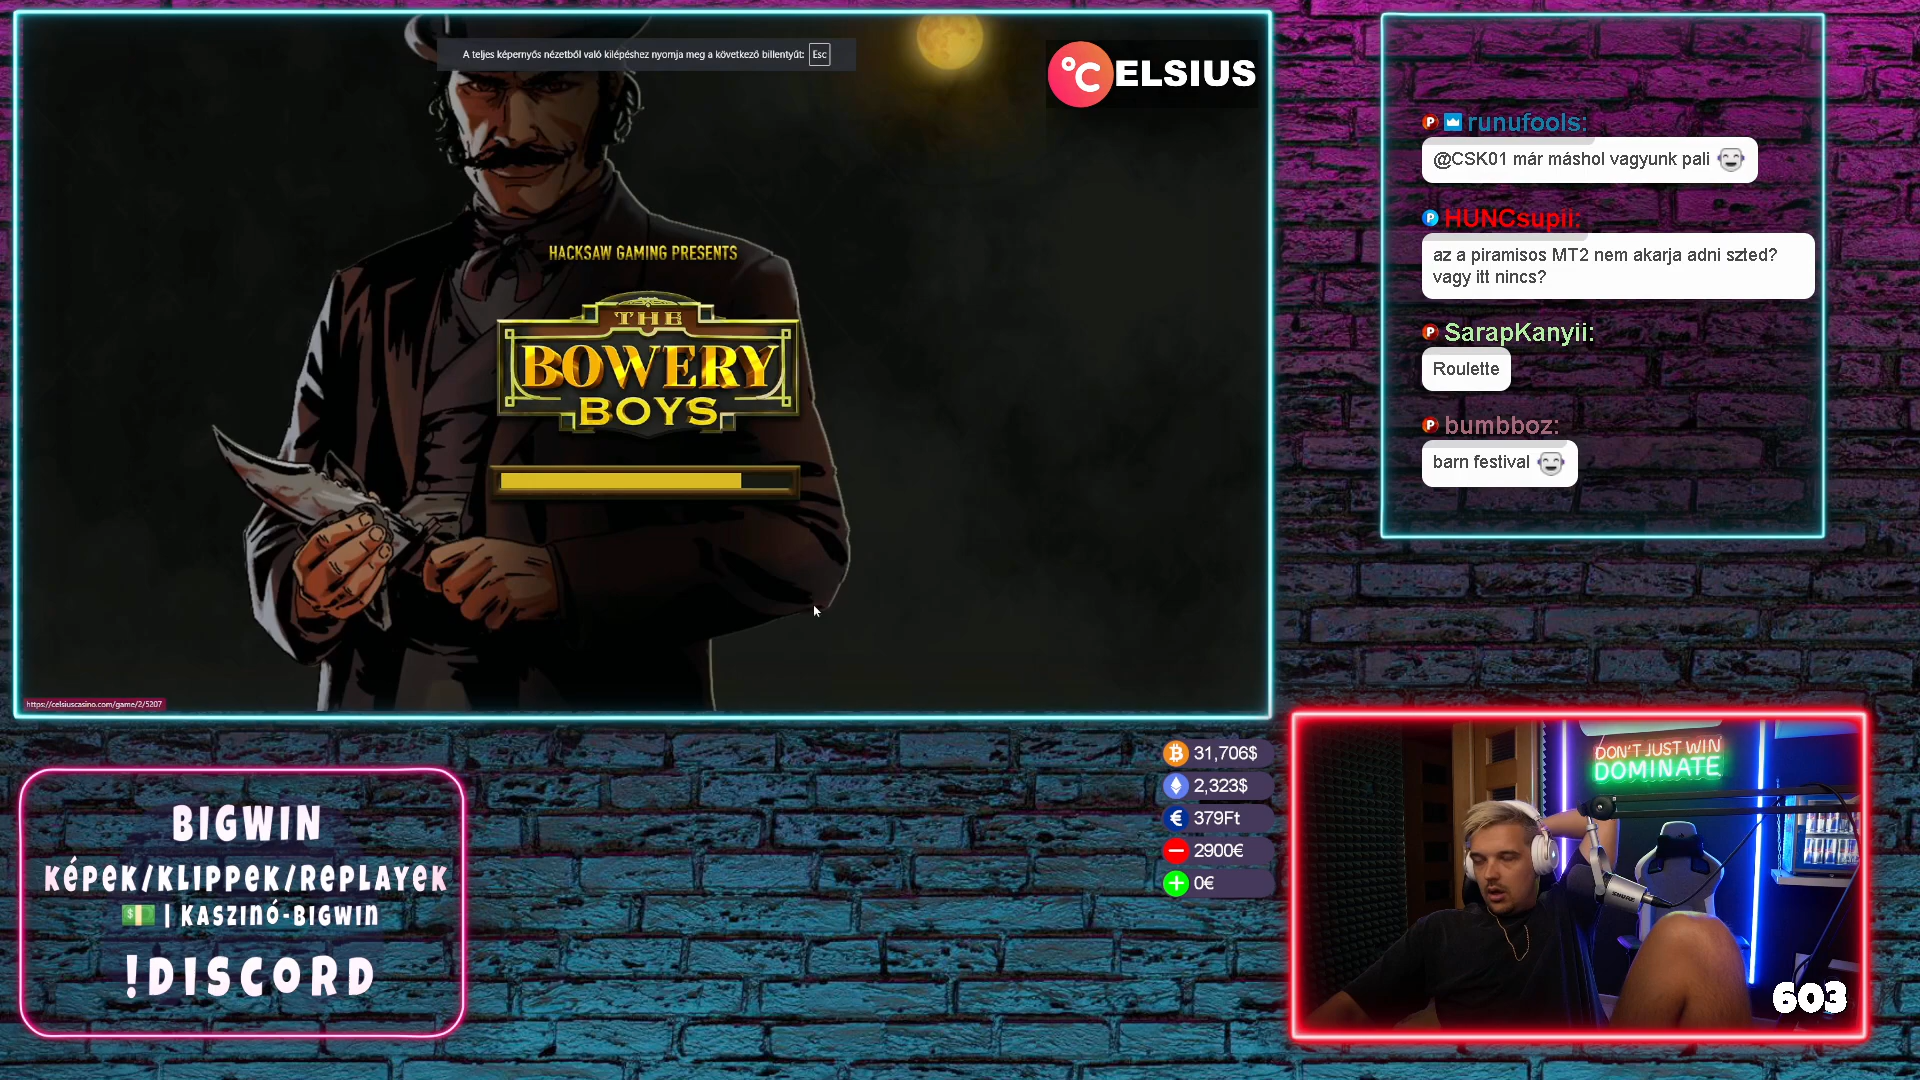 A teljes képernyős nézetből való kilépéshez nyomja meg a következő billentyűt: Esc
°CELSIUS
HACKSAW GAMING PRESENTS
THE
BOWERY
BOYS
https://celsiuscasino.com/game/2/5207
runufools:
@CSK01 már máshol vagyunk pali
HUNCsupii:
az a piramisos MT2 nem akarja adni szted?
vagy itt nincs?
SarapKanyii:
Roulette
bumbboz:
barn festival
31,706$
2,323$
379Ft
2900€
0€
BIGWIN
KÉPEK/KLIPPEK/REPLAYEK
| KASZINÓ-BIGWIN
!DISCORD
DON'T JUST WIN
DOMINATE
SHURE
603